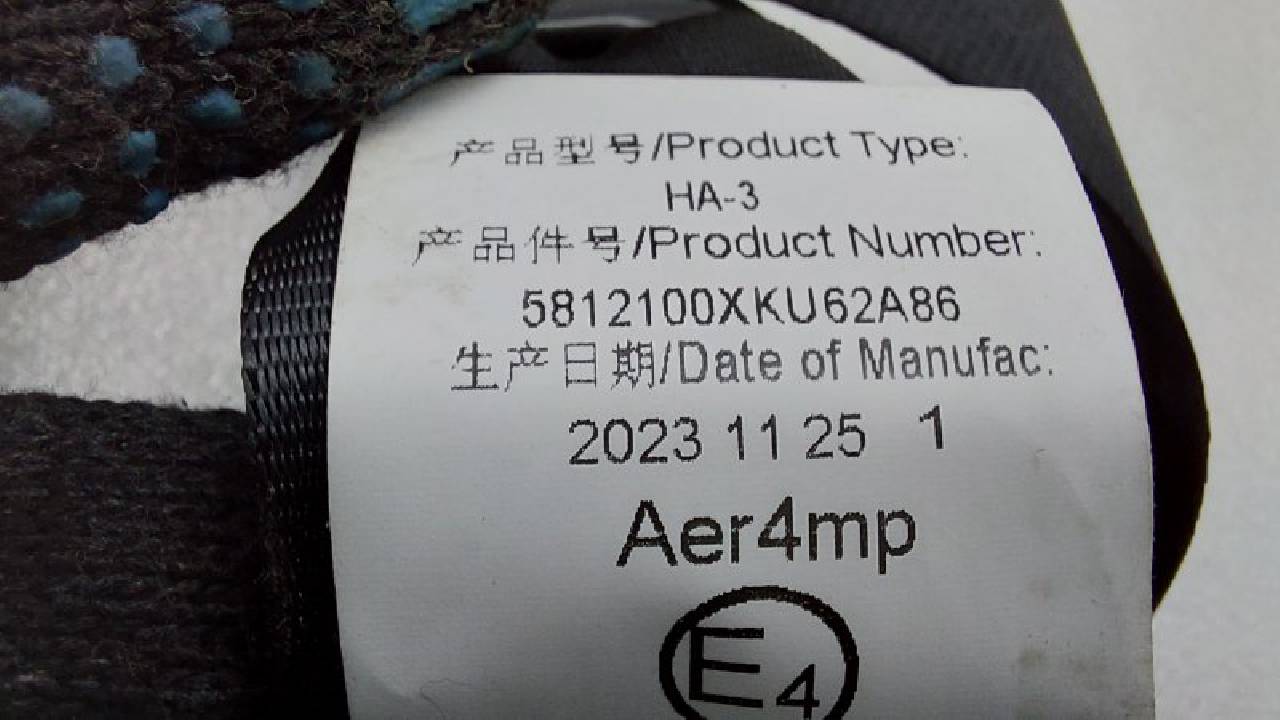 产品型号/Product Type:
HA-3
产品件号/Product Number:
5812100XKU62A86
生产日期/Date of Manufac:
2023 11 25 1
Aer4mp
E4